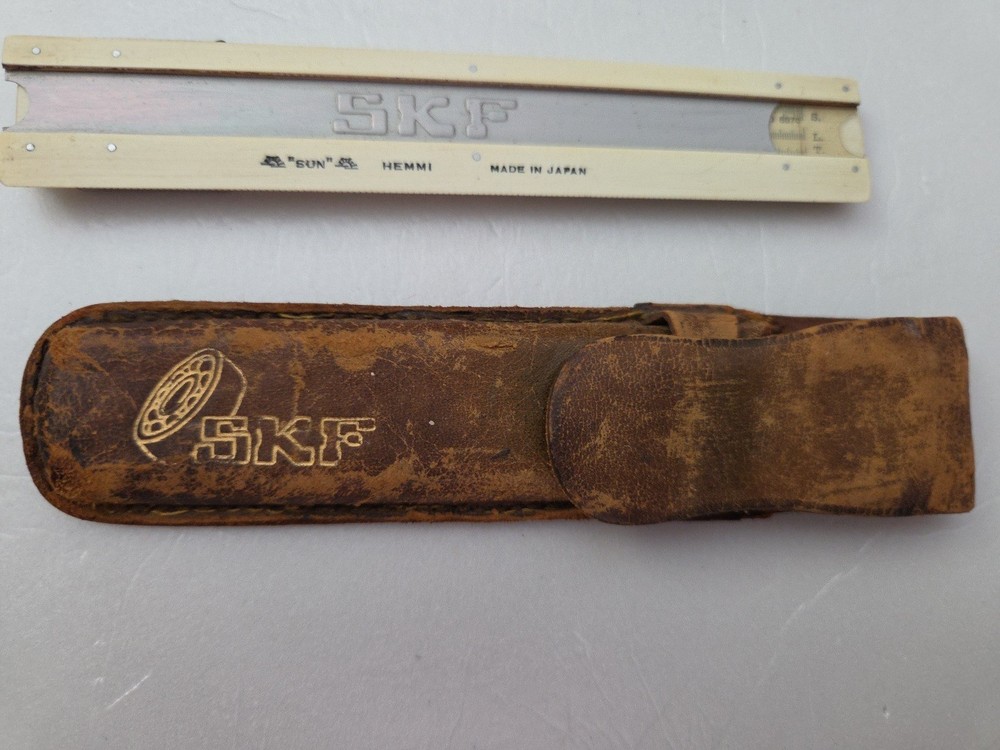 SKF
"SUN" HEMMI MADE IN JAPAN
S.
L.
T.
SKF